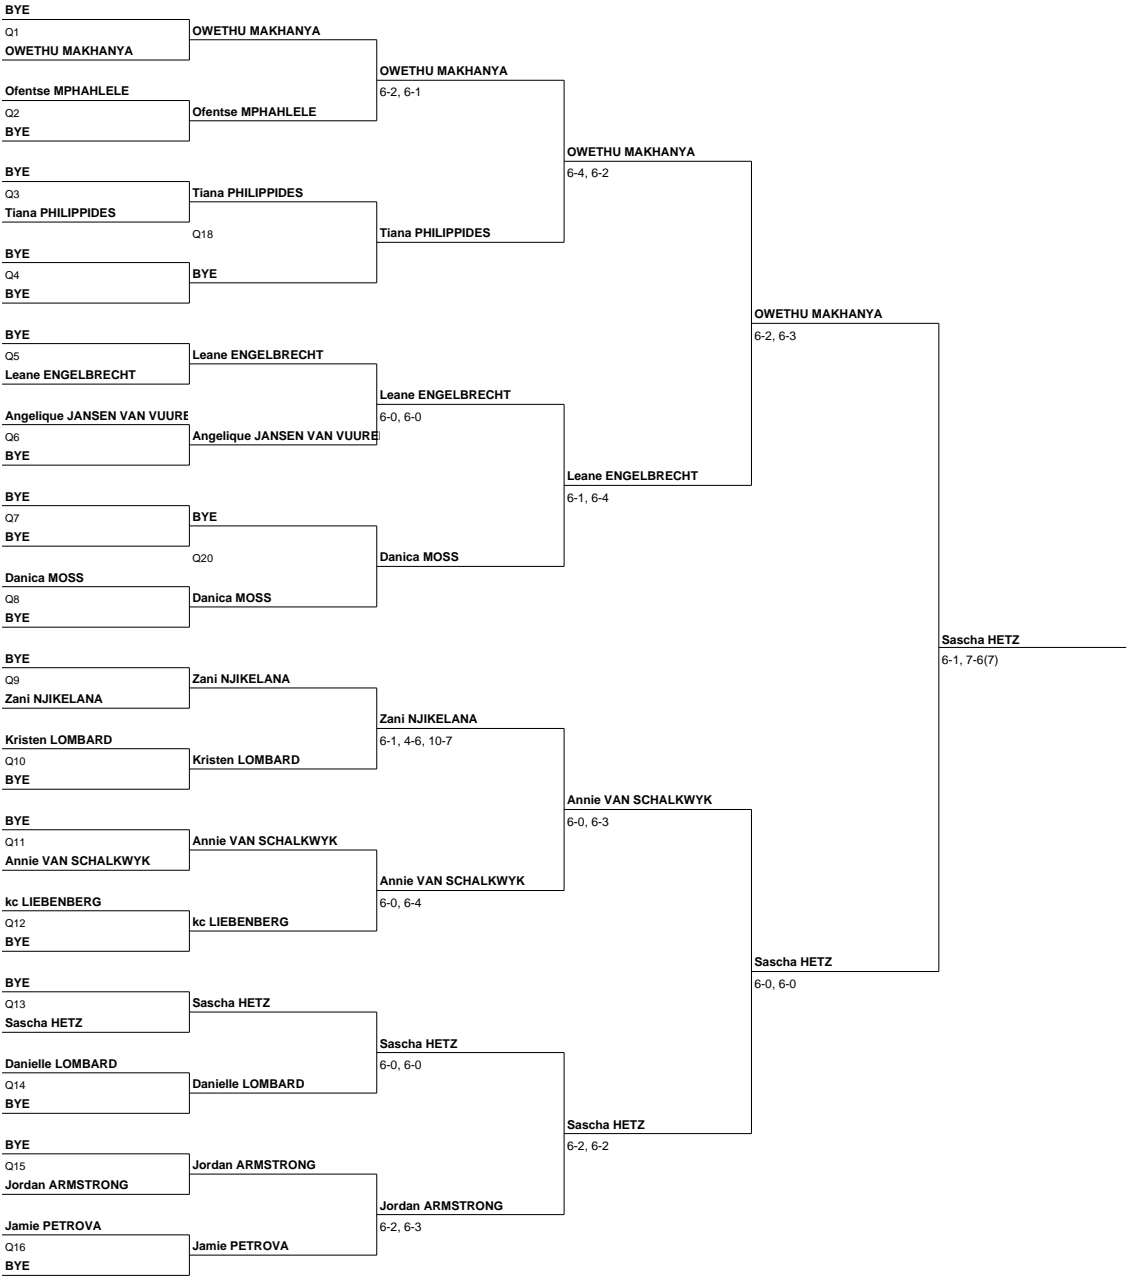 BYE
Q1
OWETHU MAKHANYA
OWETHU MAKHANYA
Ofentse MPHAHLELE
Q2
BYE
Ofentse MPHAHLELE
OWETHU MAKHANYA
6-2, 6-1
BYE
Q3
Tiana PHILIPPIDES
Tiana PHILIPPIDES
Q18
BYE
Q4
BYE
BYE
Tiana PHILIPPIDES
OWETHU MAKHANYA
6-4, 6-2
BYE
Q5
Leane ENGELBRECHT
Leane ENGELBRECHT
Angelique JANSEN VAN VUURE
Q6
BYE
Angelique JANSEN VAN VUURE
Leane ENGELBRECHT
6-0, 6-0
BYE
Q7
BYE
BYE
Q20
Danica MOSS
Q8
BYE
Danica MOSS
Danica MOSS
Leane ENGELBRECHT
6-1, 6-4
OWETHU MAKHANYA
6-2, 6-3
BYE
Q9
Zani NJIKELANA
Zani NJIKELANA
Kristen LOMBARD
Q10
BYE
Kristen LOMBARD
Zani NJIKELANA
6-1, 4-6, 10-7
BYE
Q11
Annie VAN SCHALKWYK
Annie VAN SCHALKWYK
kc LIEBENBERG
Q12
BYE
kc LIEBENBERG
Annie VAN SCHALKWYK
6-0, 6-4
Annie VAN SCHALKWYK
6-0, 6-3
BYE
Q13
Sascha HETZ
Sascha HETZ
Danielle LOMBARD
Q14
BYE
Danielle LOMBARD
Sascha HETZ
6-0, 6-0
BYE
Q15
Jordan ARMSTRONG
Jordan ARMSTRONG
Jamie PETROVA
Q16
BYE
Jamie PETROVA
Jordan ARMSTRONG
6-2, 6-3
Sascha HETZ
6-2, 6-2
Sascha HETZ
6-0, 6-0
Sascha HETZ
6-1, 7-6(7)